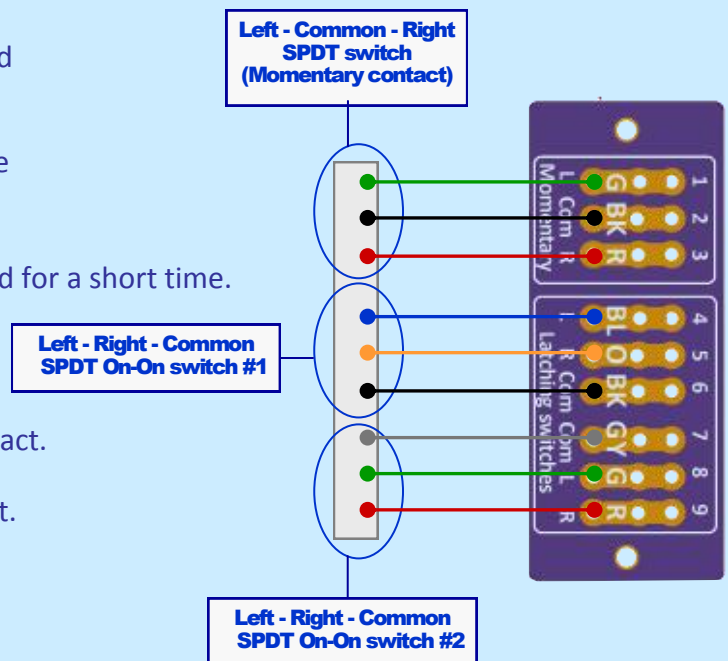 Left - Common - Right
SPDT switch
(Momentary contact)
d
e
d for a short time.
Left - Right - Common
SPDT On-On switch #1
act.
t.
Left - Right - Common
SPDT On-On switch #2
L Com R
Momentary
G 1
BK 2
R 3
L R Com Com L R
Latching switches
BL 4
O 5
BK 6
GY 7
G 8
R 9